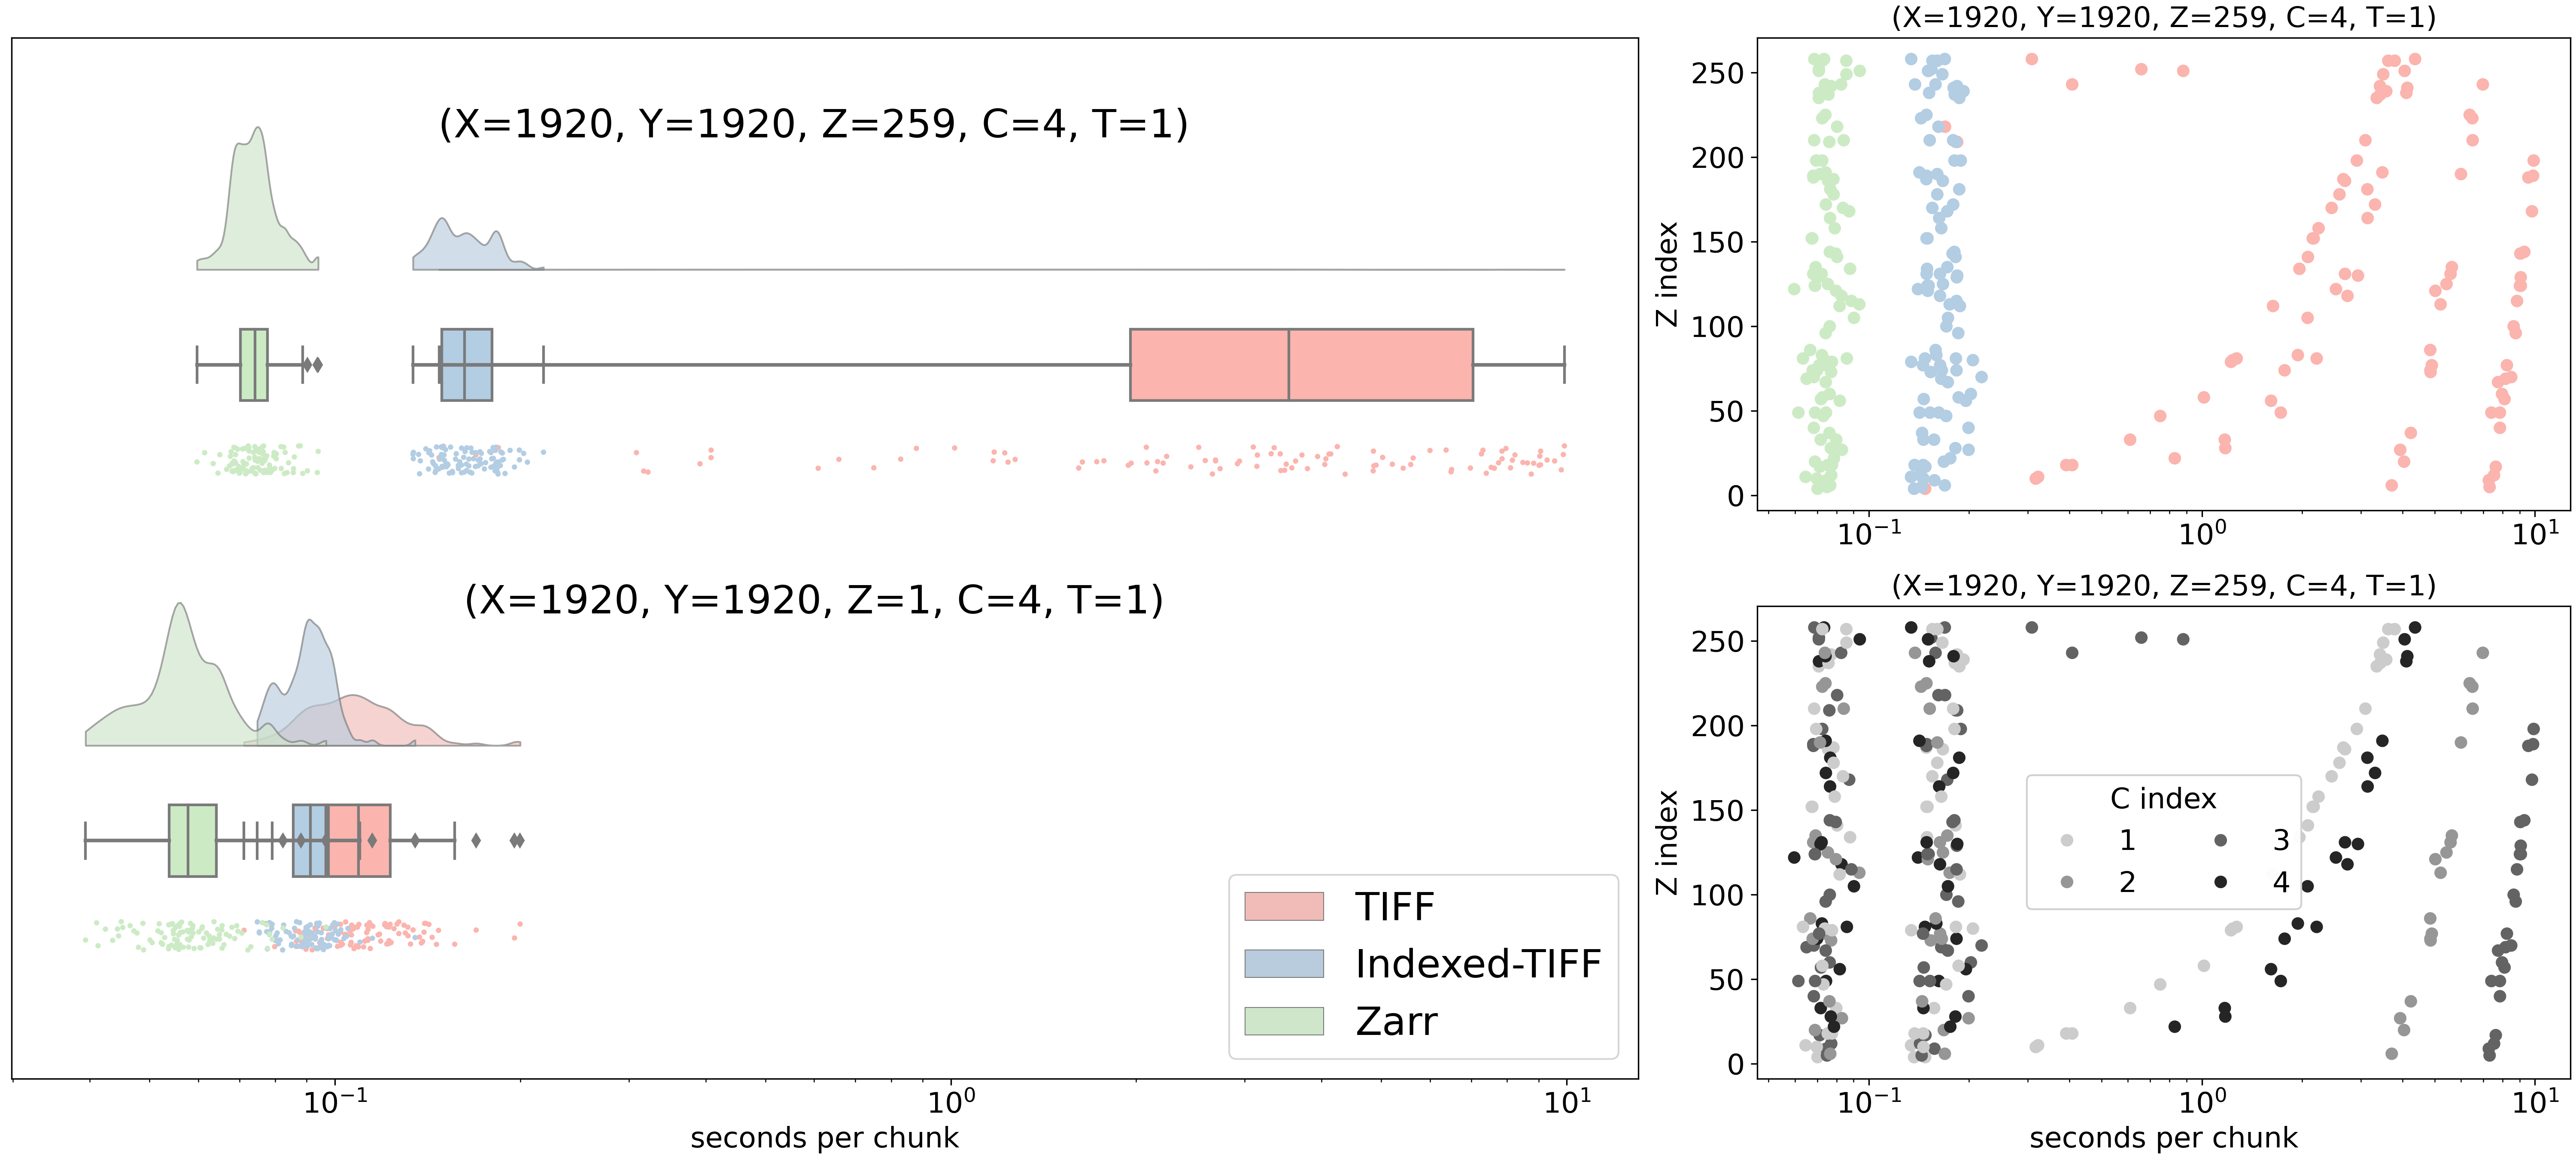 (X=1920, Y=1920, Z=259, C=4, T=1)
(X=1920, Y=1920, Z=1, C=4, T=1)
TIFF
Indexed-TIFF
Zarr
10⁻¹ 10⁰ 10¹
seconds per chunk
(X=1920, Y=1920, Z=259, C=4, T=1)
250
200
150
100
50
0
Z index
10⁻¹ 10⁰ 10¹
(X=1920, Y=1920, Z=259, C=4, T=1)
250
200
150
100
50
0
Z index
C index
1 3
2 4
10⁻¹ 10⁰ 10¹
seconds per chunk